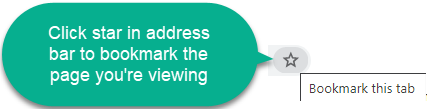 Click star in address
bar to bookmark the
page you're viewing
Bookmark this tab